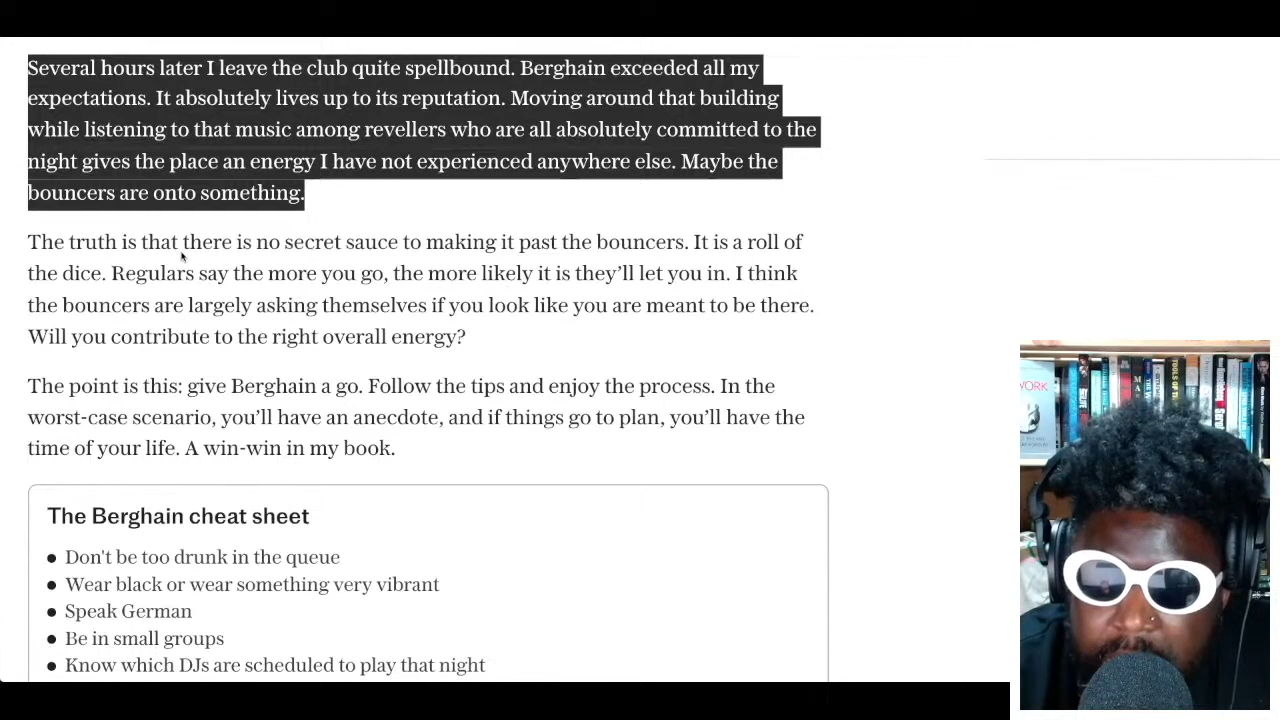 Several hours later I leave the club quite spellbound. Berghain exceeded all my
expectations. It absolutely lives up to its reputation. Moving around that building
while listening to that music among revellers who are all absolutely committed to the
night gives the place an energy I have not experienced anywhere else. Maybe the
bouncers are onto something.
The truth is that there is no secret sauce to making it past the bouncers. It is a roll of
the dice. Regulars say the more you go, the more likely it is they’ll let you in. I think
the bouncers are largely asking themselves if you look like you are meant to be there.
Will you contribute to the right overall energy?
The point is this: give Berghain a go. Follow the tips and enjoy the process. In the
worst-case scenario, you’ll have an anecdote, and if things go to plan, you’ll have the
time of your life. A win-win in my book.
The Berghain cheat sheet
● Don't be too drunk in the queue
● Wear black or wear something very vibrant
● Speak German
● Be in small groups
● Know which DJs are scheduled to play that night
WORK